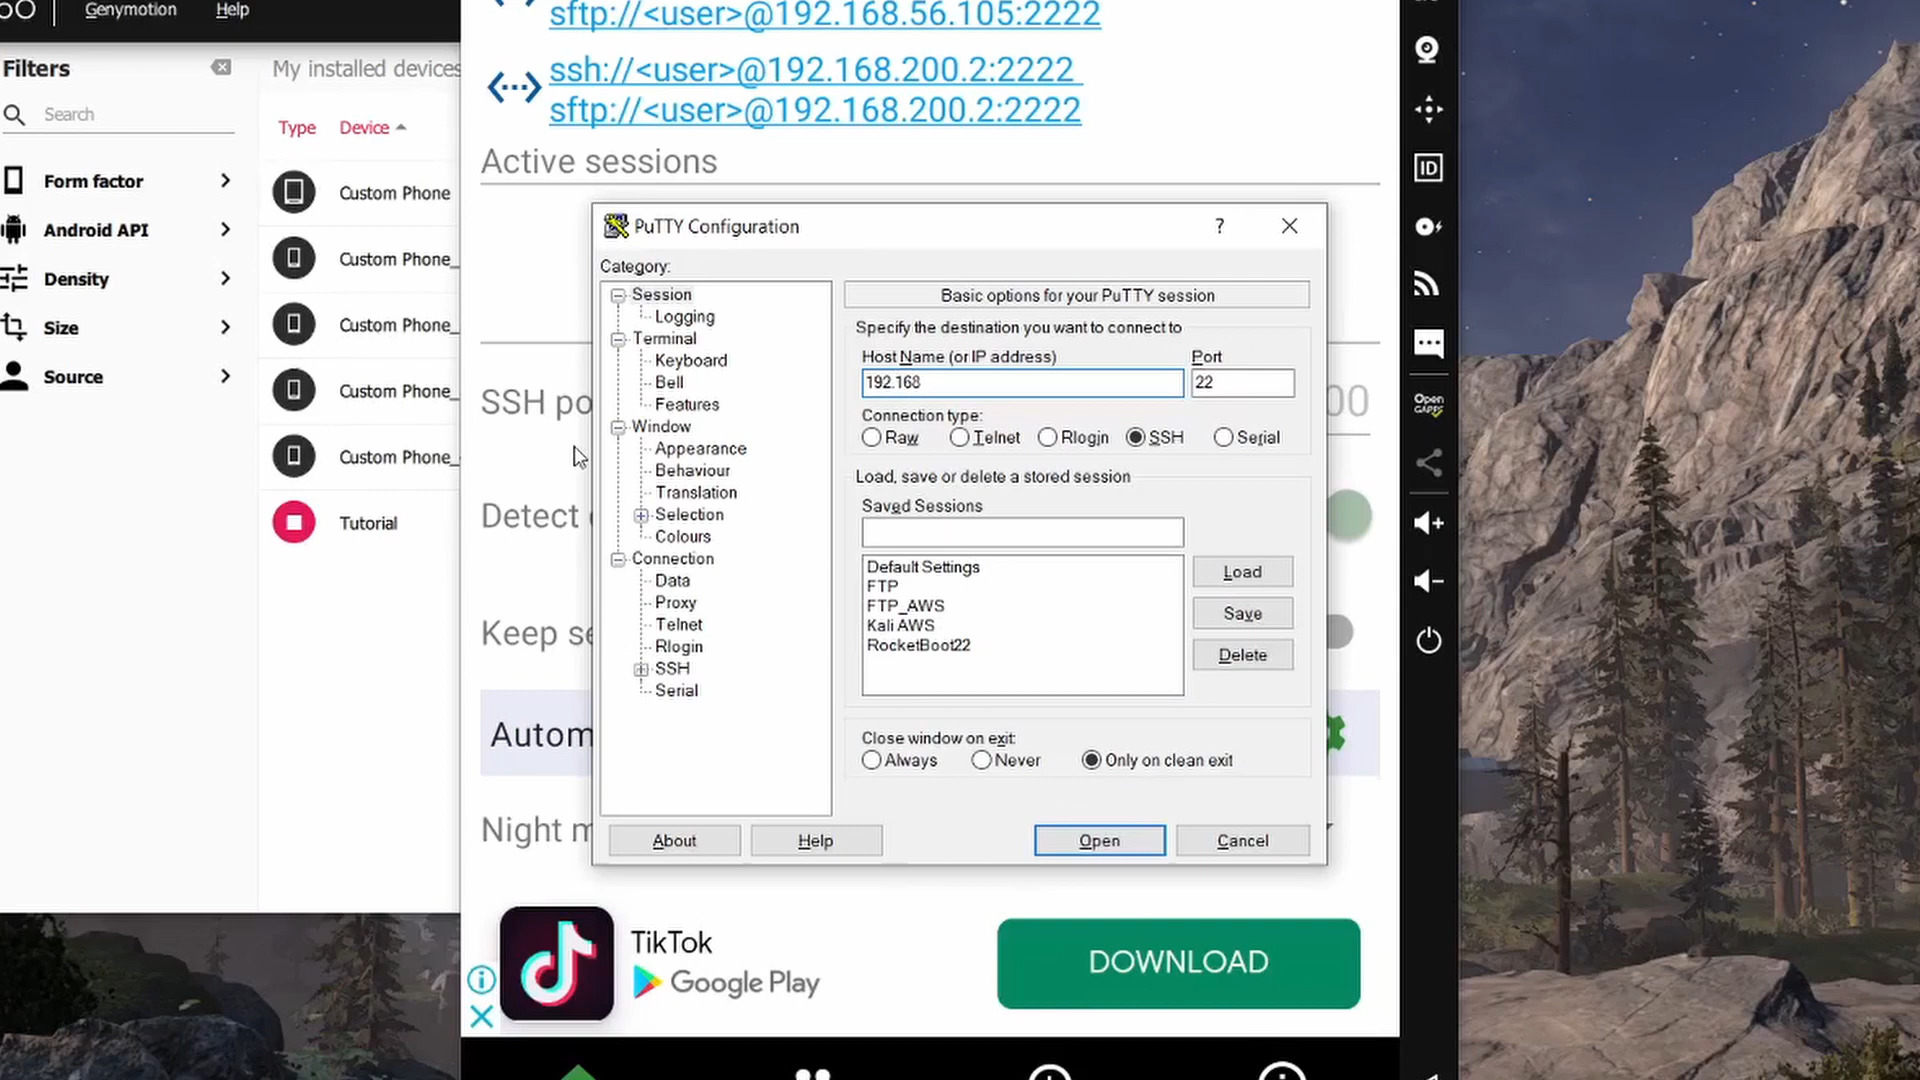 Genymotion Help
Filters
Search
Form factor
Android API
Density
Size
Source
My installed devices
Type Device
Custom Phone
Custom Phone_
Custom Phone_
Custom Phone_
Custom Phone_
Tutorial
sftp://<user>@192.168.56.105:2222
ssh://<user>@192.168.200.2:2222
sftp://<user>@192.168.200.2:2222
Active sessions
SSH po
00
Detect
Keep se
Autom
Night m
PuTTY Configuration
?
Category:
Session
Logging
Terminal
Keyboard
Bell
Features
Window
Appearance
Behaviour
Translation
Selection
Colours
Connection
Data
Proxy
Telnet
Rlogin
SSH
Serial
Basic options for your PuTTY session
Specify the destination you want to connect to
Host Name (or IP address) Port
192.168 22
Connection type:
Raw Telnet Rlogin SSH Serial
Load, save or delete a stored session
Saved Sessions
Default Settings
FTP
FTP_AWS
Kali AWS
RocketBoot22
Load
Save
Delete
Close window on exit:
Always Never Only on clean exit
About Help Open Cancel
TikTok
Google Play
DOWNLOAD
ID
Open
GAPPS